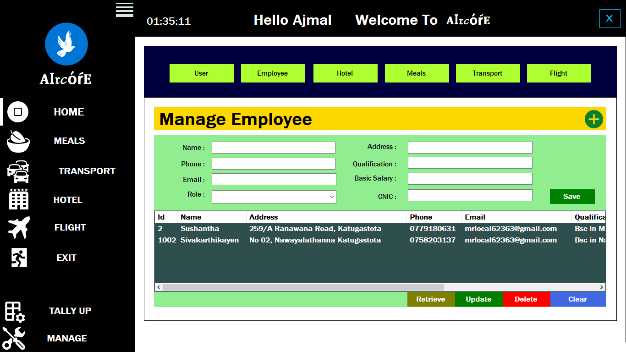 01:35:11
Hello Ajmal
Welcome To
AIrcófE
X
AIrcófE
HOME
MEALS
TRANSPORT
HOTEL
FLIGHT
EXIT
TALLY UP
MANAGE
User
Employee
Hotel
Meals
Transport
Flight
Manage Employee
Name :
Address :
Phone :
Qualification :
Email :
Basic Salary :
Role :
CNIC :
Save
Id Name Address Phone Email Qualifica
2 Sushantha 259/A Ranawana Road, Katugastota 0779180631 mrlocal62363@gmail.com Bsc in M
1002 Sivakarthikayen No 02, Nawayalathanna Katugastota 0758203137 mrlocal62363@gmail.com Bsc in Na
Retrieve
Update
Delete
Clear